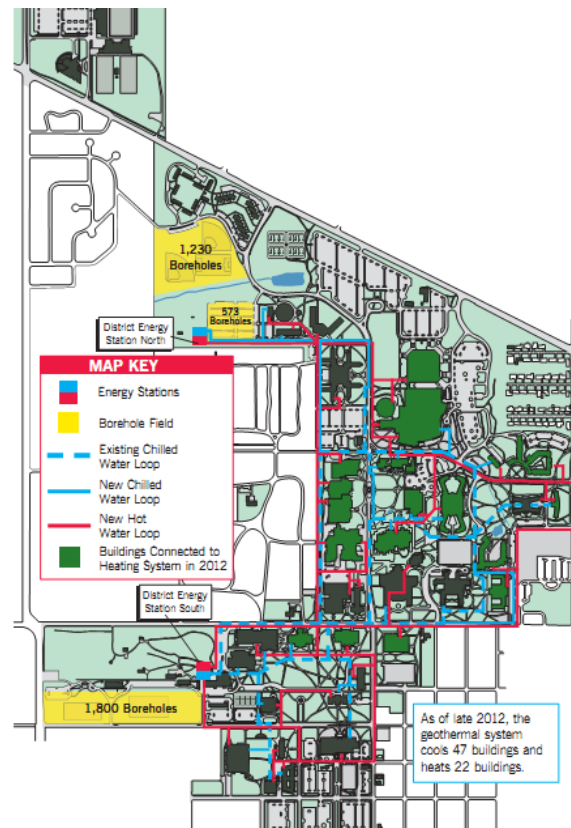 1,230
Boreholes
573
Boreholes
District Energy
Station North
MAP KEY
Energy Stations
Borehole Field
Existing Chilled
Water Loop
New Chilled
Water Loop
New Hot
Water Loop
Buildings Connected to
Heating System in 2012
District Energy
Station South
1,800 Boreholes
As of late 2012, the
geothermal system
cools 47 buildings and
heats 22 buildings.